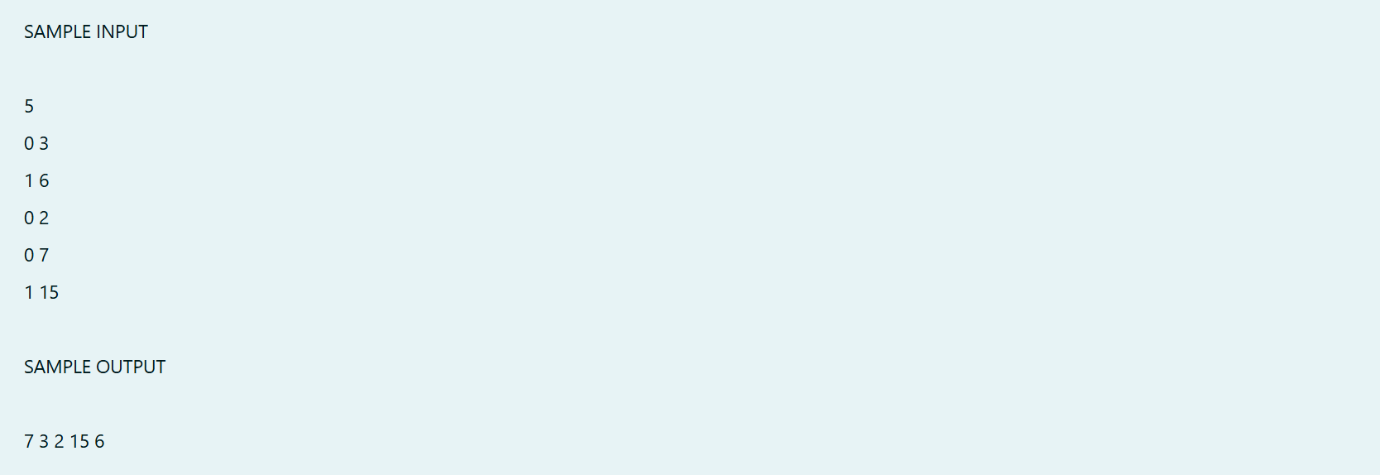 SAMPLE INPUT
5
0 3
1 6
0 2
0 7
1 15
SAMPLE OUTPUT
7 3 2 15 6